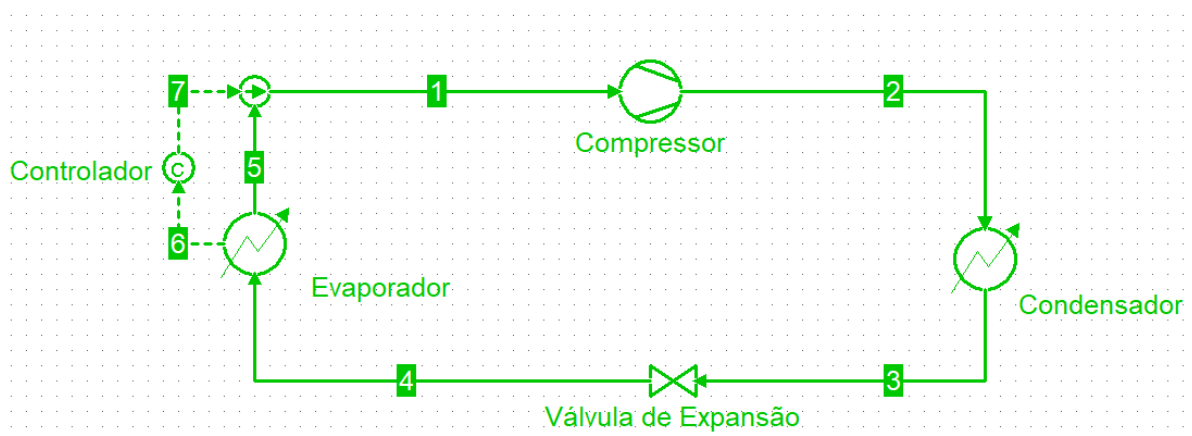 7
1
2
Compressor
Controlador
C
5
6
Evaporador
Condensador
4
3
Válvula de Expansão